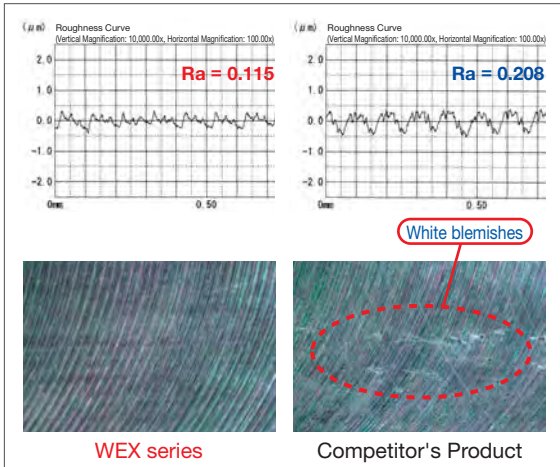 (μm) Roughness Curve
(Vertical Magnification: 10,000.00x, Horizontal Magnification: 100.00x)
Ra = 0.115
2.0
1.0
0.0
-1.0
-2.0
0mm 0.50
(μm) Roughness Curve
(Vertical Magnification: 10,000.00x, Horizontal Magnification: 100.00x)
Ra = 0.208
2.0
1.0
0.0
-1.0
-2.0
0mm 0.50
White blemishes
WEX series
Competitor's Product